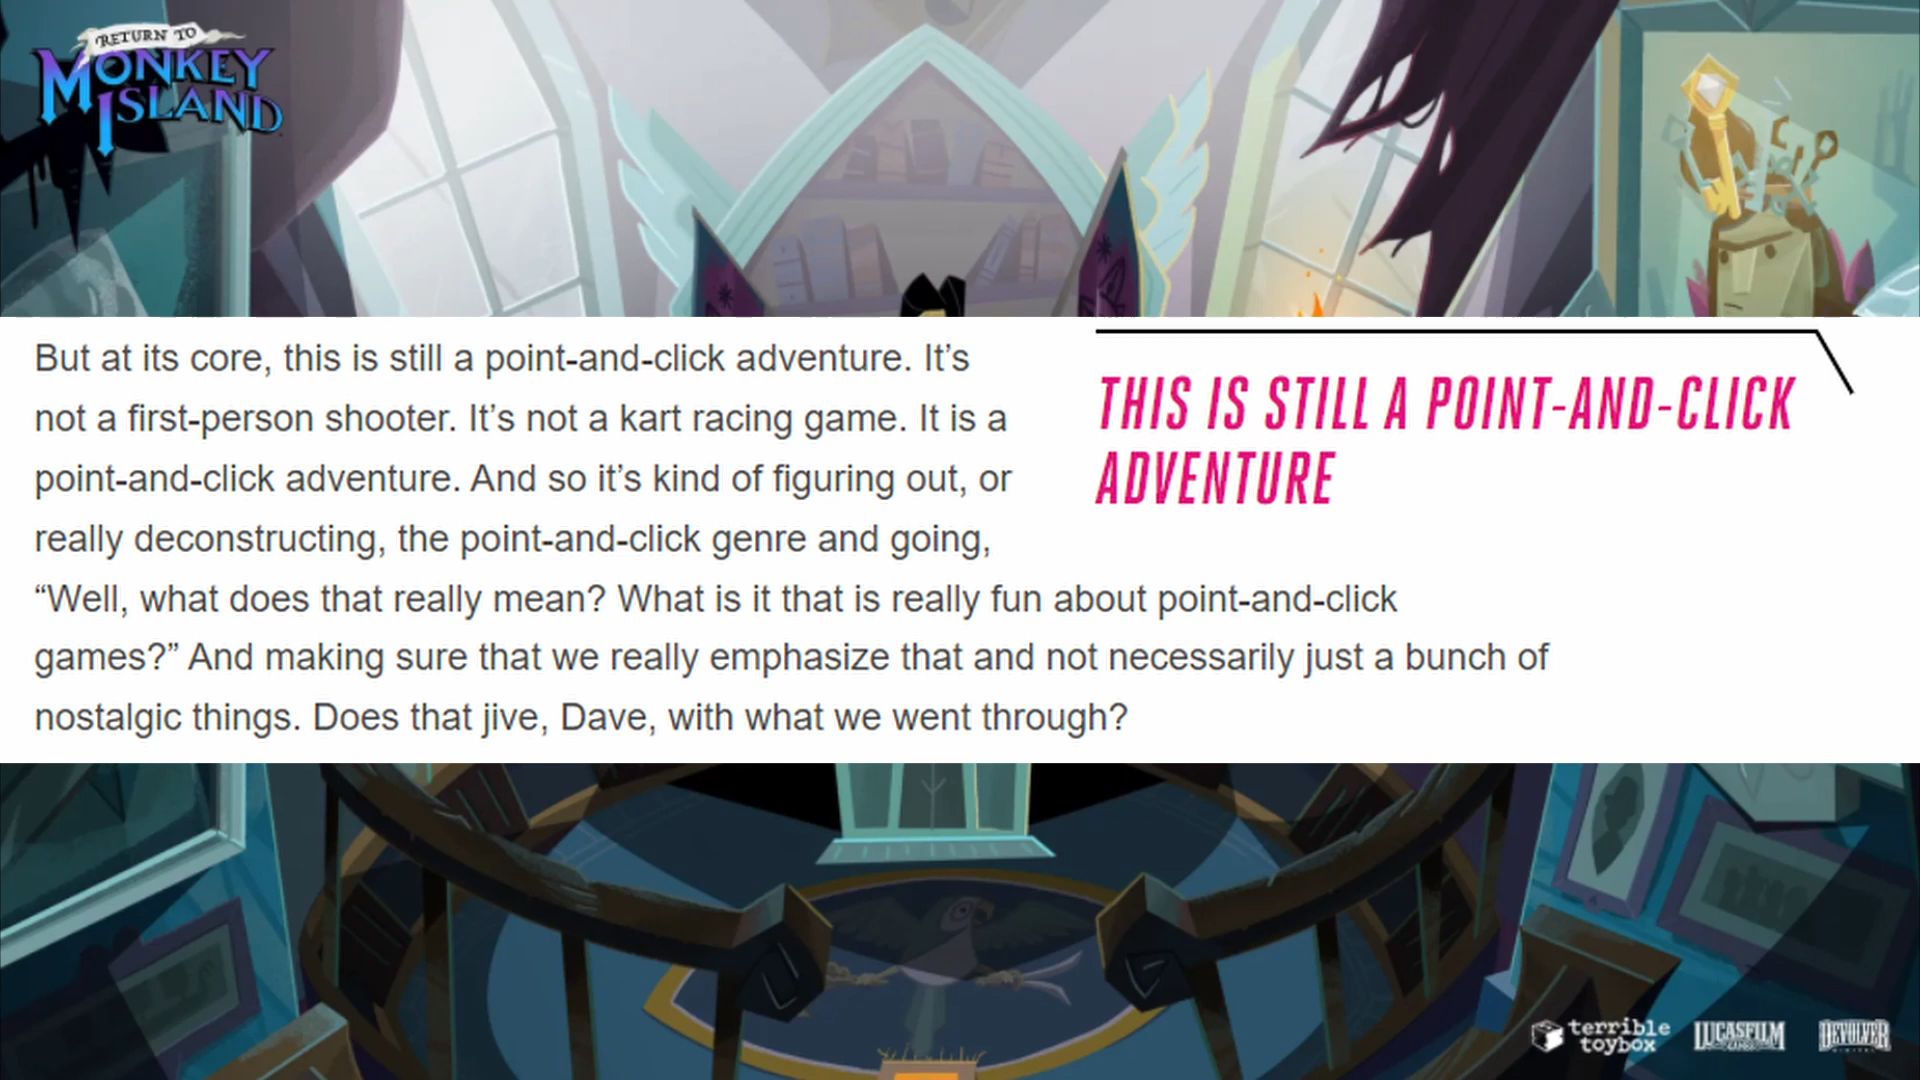 RETURN TO
MONKEY
ISLAND
But at its core, this is still a point-and-click adventure. It’s
not a first-person shooter. It’s not a kart racing game. It is a
point-and-click adventure. And so it’s kind of figuring out, or
really deconstructing, the point-and-click genre and going,
“Well, what does that really mean? What is it that is really fun about point-and-click
games?” And making sure that we really emphasize that and not necessarily just a bunch of
nostalgic things. Does that jive, Dave, with what we went through?
THIS IS STILL A POINT-AND-CLICK
ADVENTURE
terrible
toybox
LUCASFILM
GAMES
DEVOLVER
DIGITAL